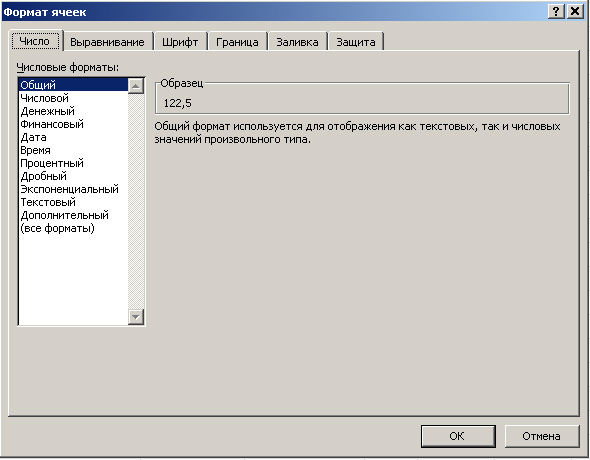 Формат ячеек
Число Выравнивание Шрифт Граница Заливка Защита
Числовые форматы:
Общий
Числовой
Денежный
Финансовый
Дата
Время
Процентный
Дробный
Экспоненциальный
Текстовый
Дополнительный
(все форматы)
Образец
122,5
Общий формат используется для отображения как текстовых, так и числовых
значений произвольного типа.
ОК Отмена